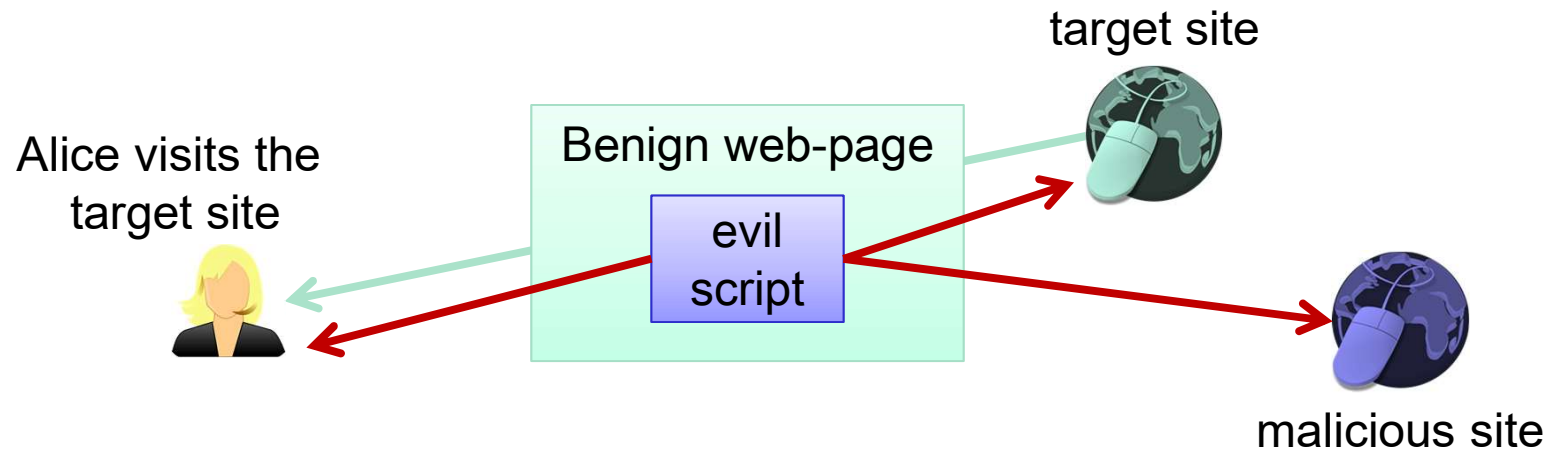 target site
Alice visits the
target site
Benign web-page
evil
script
malicious site